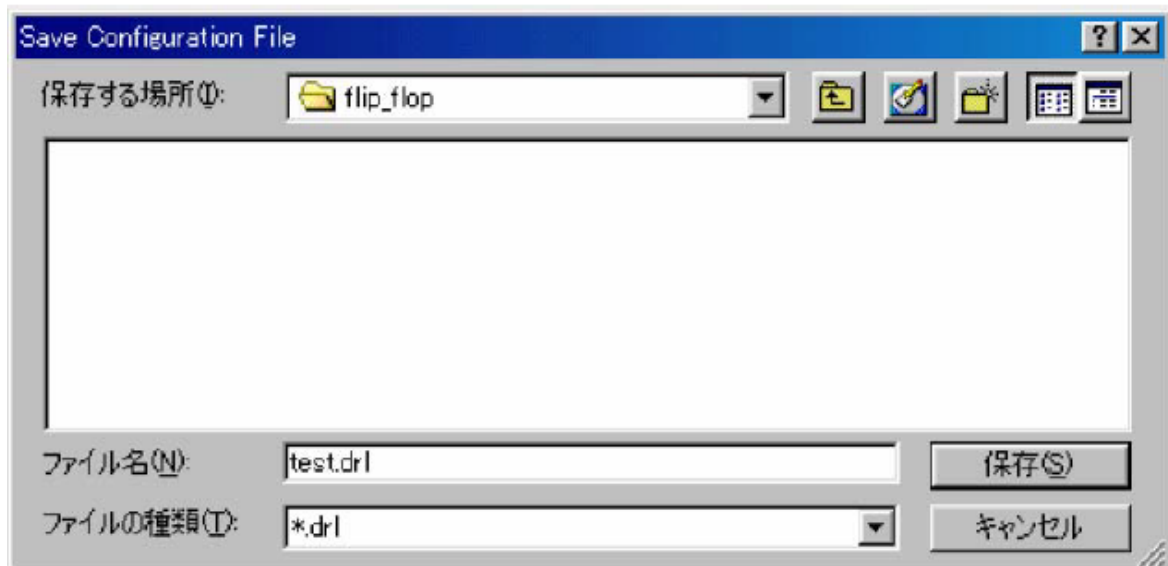 Save Configuration File
保存する場所(I):
flip_flop
ファイル名(N):
test.drl
保存(S)
ファイルの種類(T):
*.drl
キャンセル